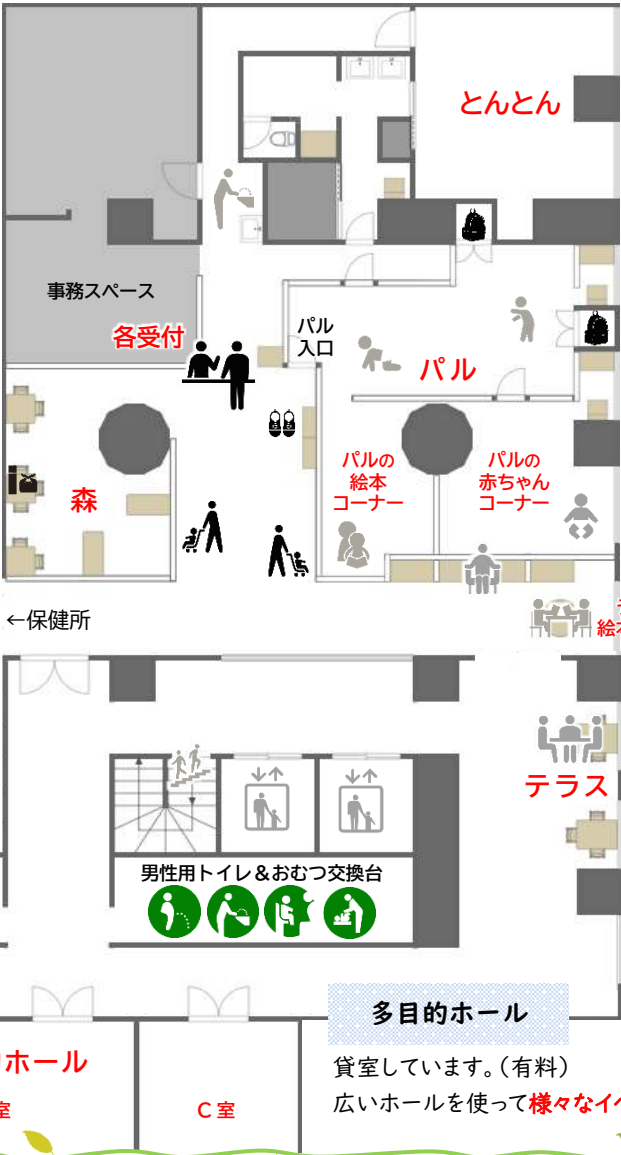 とんとん
事務スペース
各受付
パル
入口
パル
パルの
絵本
コーナー
パルの
赤ちゃん
コーナー
森
←保健所
絵本
テラス
男性用トイレ&おむつ交換台
多目的ホール
ホール
室
C室
貸室しています。(有料)
広いホールを使って様々なイベ